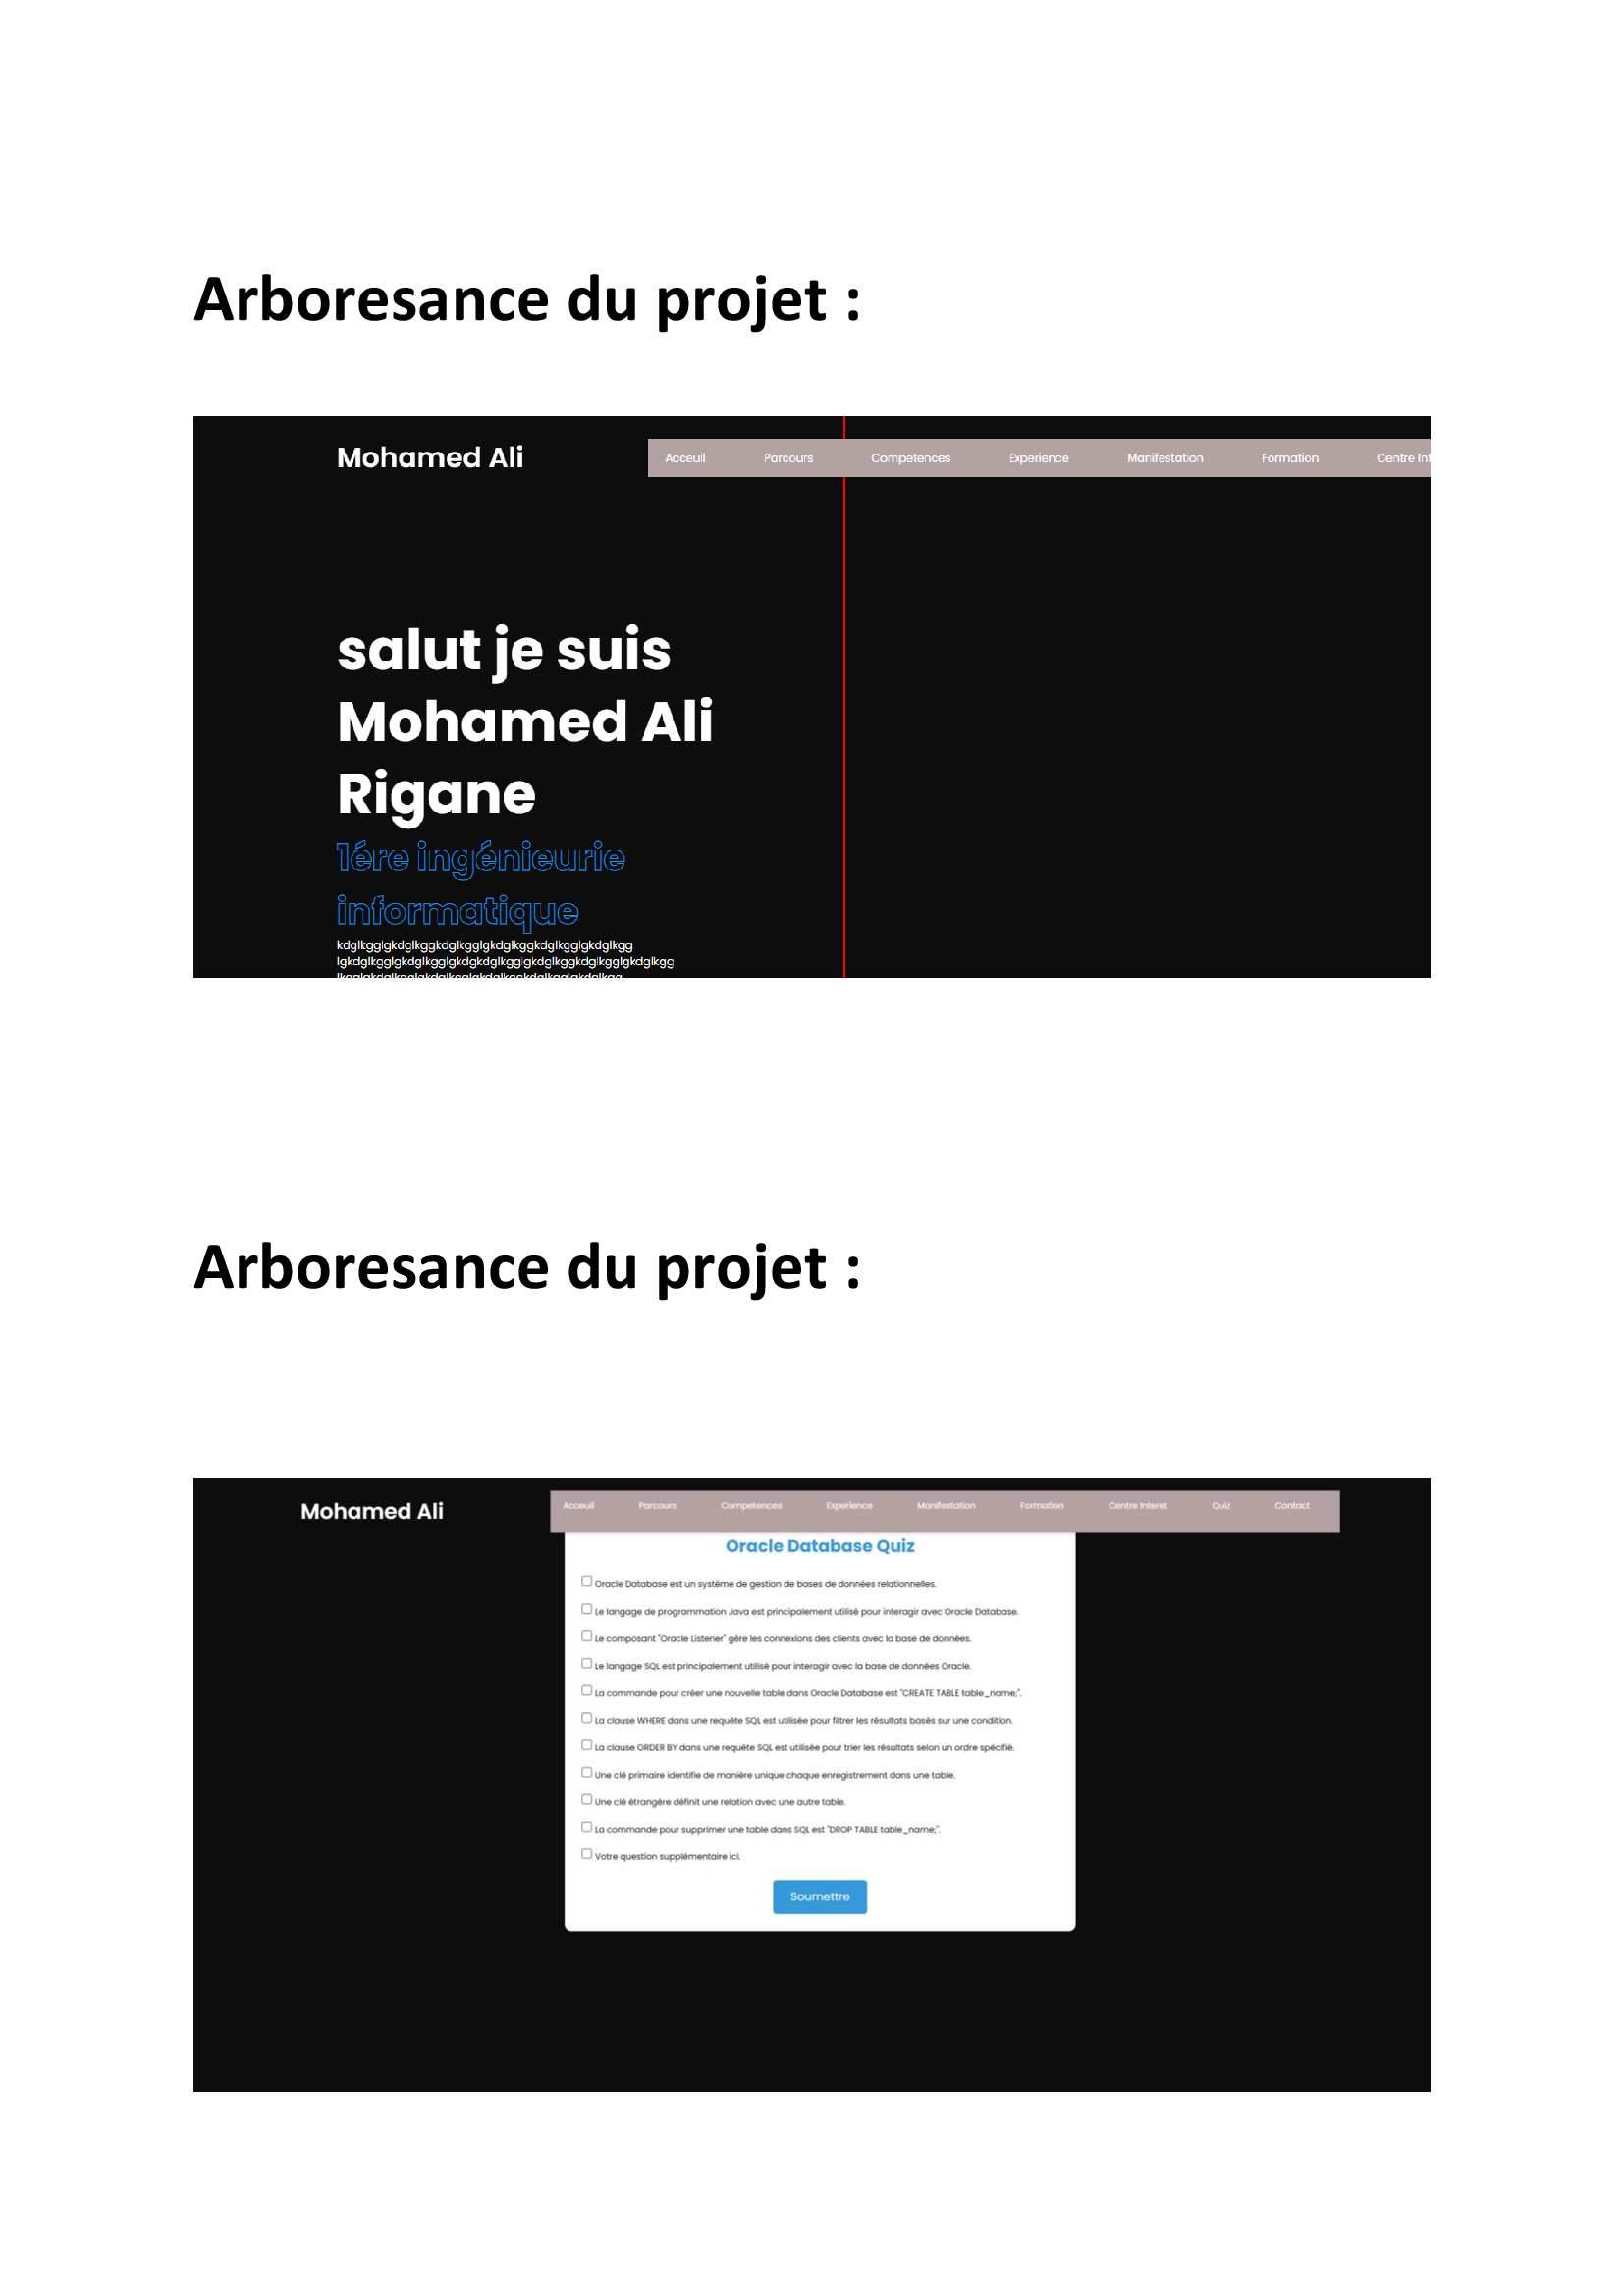 Arboresance du projet :
Mohamed Ali
Acceuil Parcours Competences Experience Manifestation Formation Centre Int
salut je suis
Mohamed Ali
Rigane
1ére ingénieurie
informatique
Arboresance du projet :
Mohamed Ali
Acceuil Parcours Competences Experience Manifestation Formation Centre Interet Quiz Contact
Oracle Database Quiz
Oracle Database est un système de gestion de bases de données relationnelles.
Le langage de programmation Java est principalement utilisé pour interagir avec Oracle Database.
Le composant "Oracle Listener" gère les connexions des clients avec la base de données.
Le langage SQL est principalement utilisé pour interagir avec la base de données Oracle.
La commande pour créer une nouvelle table dans Oracle Database est "CREATE TABLE table_name;".
La clause WHERE dans une requête SQL est utilisée pour filtrer les résultats basés sur une condition.
La clause ORDER BY dans une requête SQL est utilisée pour trier les résultats selon un ordre spécifié.
Une clé primaire identifie de manière unique chaque enregistrement dans une table.
Une clé étrangère définit une relation avec une autre table.
La commande pour supprimer une table dans SQL est "DROP TABLE table_name;".
Votre question supplémentaire ici.
Soumettre